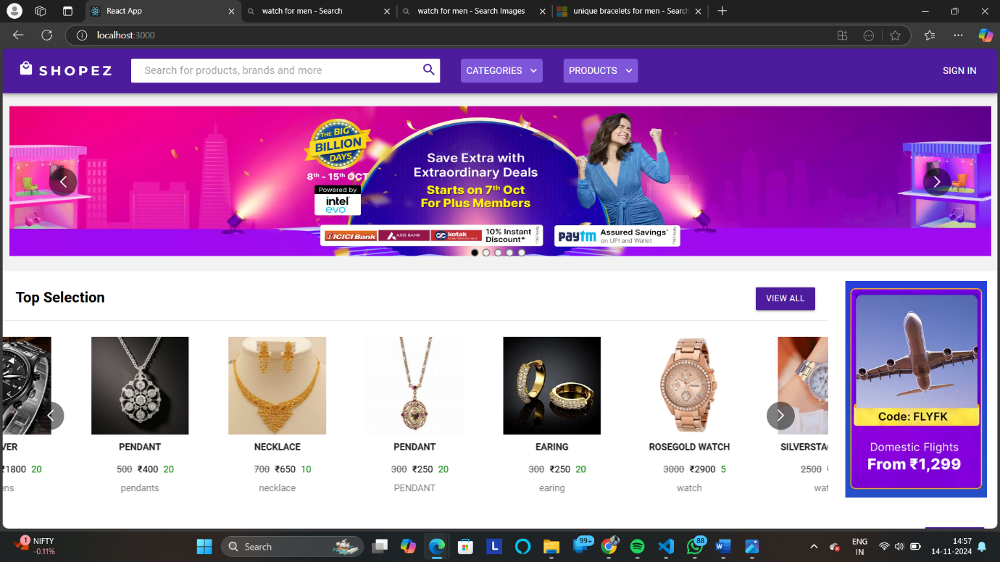 React App
watch for men - Search
watch for men - Search Images
unique bracelets for men - Search
localhost:3000
SHOPEZ
Search for products, brands and more
CATEGORIES
PRODUCTS
SIGN IN
THE BIG
BILLION
DAYS
8th - 15th OCT
Powered by
intel
evo
Save Extra with
Extraordinary Deals
Starts on 7th Oct
For Plus Members
ICICI Bank
AXIS BANK
kotak
10% Instant
Discount*
paytm
Assured Savings*
on UPI and Wallet
Top Selection
VIEW ALL
VER
PENDANT
NECKLACE
PENDANT
EARING
ROSEGOLD WATCH
SILVERSTA
₹1800 20
500 ₹400 20
700 ₹650 10
300 ₹250 20
300 ₹250 20
3000 ₹2900 5
2500
ens
pendants
necklace
PENDANT
earing
watch
wat
Code: FLYFK
Domestic Flights
From ₹1,299
1
NIFTY
-0.11%
Search
L
99+
88
ENG
IN
14:57
14-11-2024